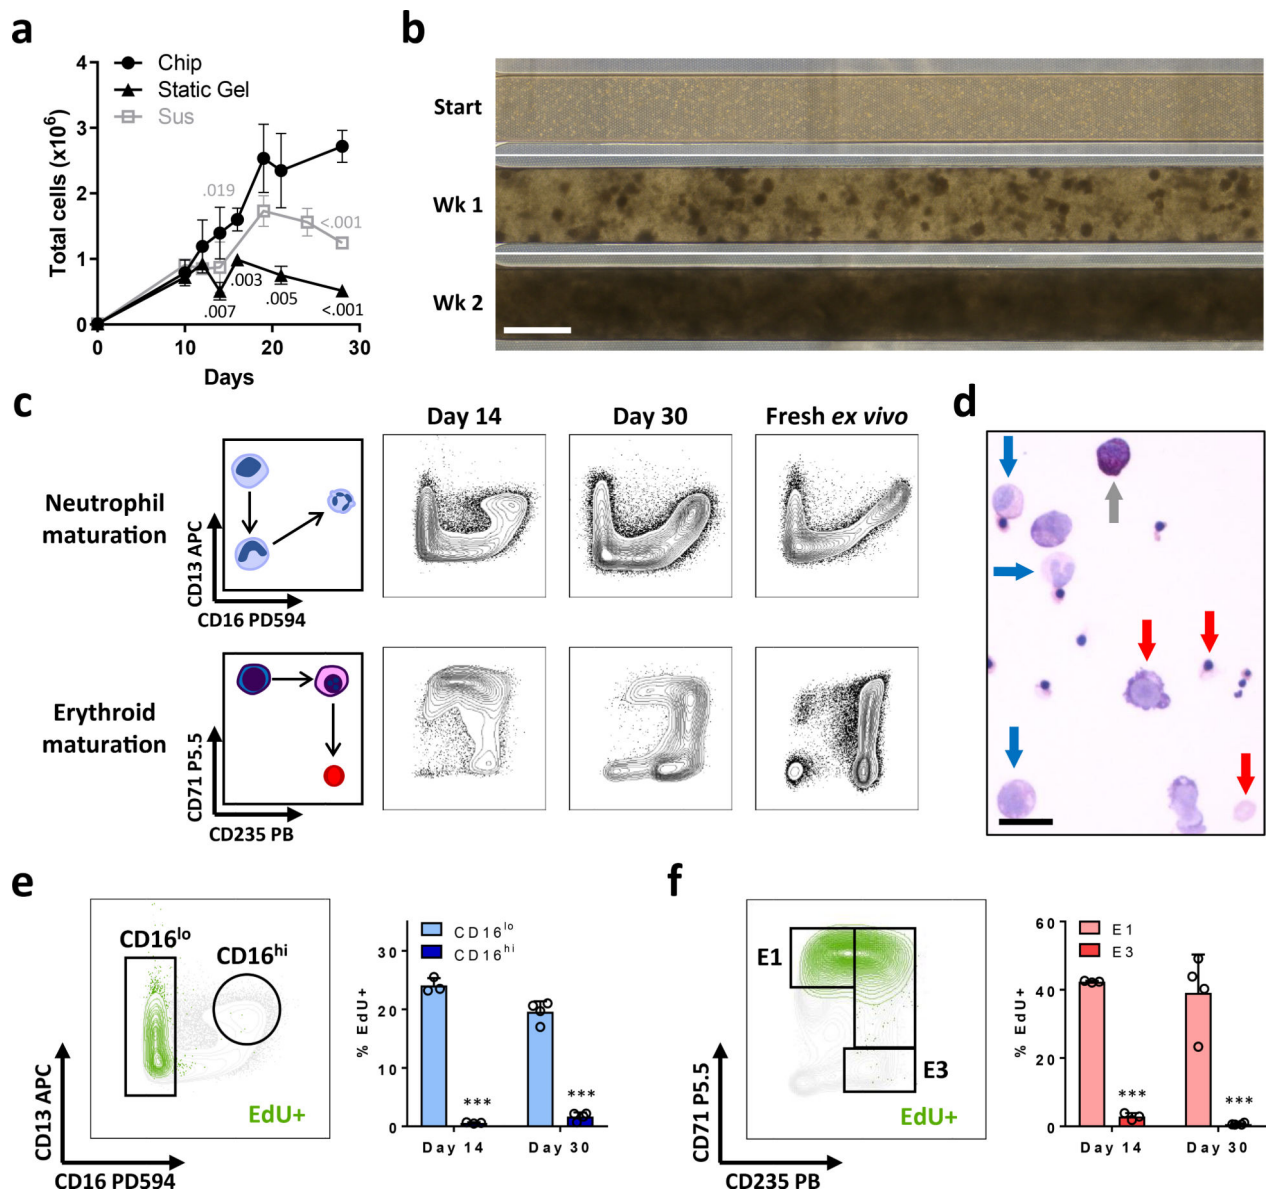 a
Chip
Static Gel
Sus
Total cells (x10⁶)
4
3
2
1
0
.019
<.001
.003
.007
.005
<.001
0
10
20
30
Days
b
Start
Wk 1
Wk 2
c
Day 14
Day 30
Fresh ex vivo
Neutrophil
maturation
CD13 APC
CD16 PD594
Erythroid
maturation
CD71 P5.5
CD235 PB
d
e
CD16lo
CD16hi
EdU+
CD13 APC
CD16 PD594
CD16lo
CD16hi
% EdU+
30
20
10
0
***
***
Day 14
Day 30
f
E1
E3
EdU+
CD71 P5.5
CD235 PB
E1
E3
% EdU+
60
40
20
0
***
***
Day 14
Day 30